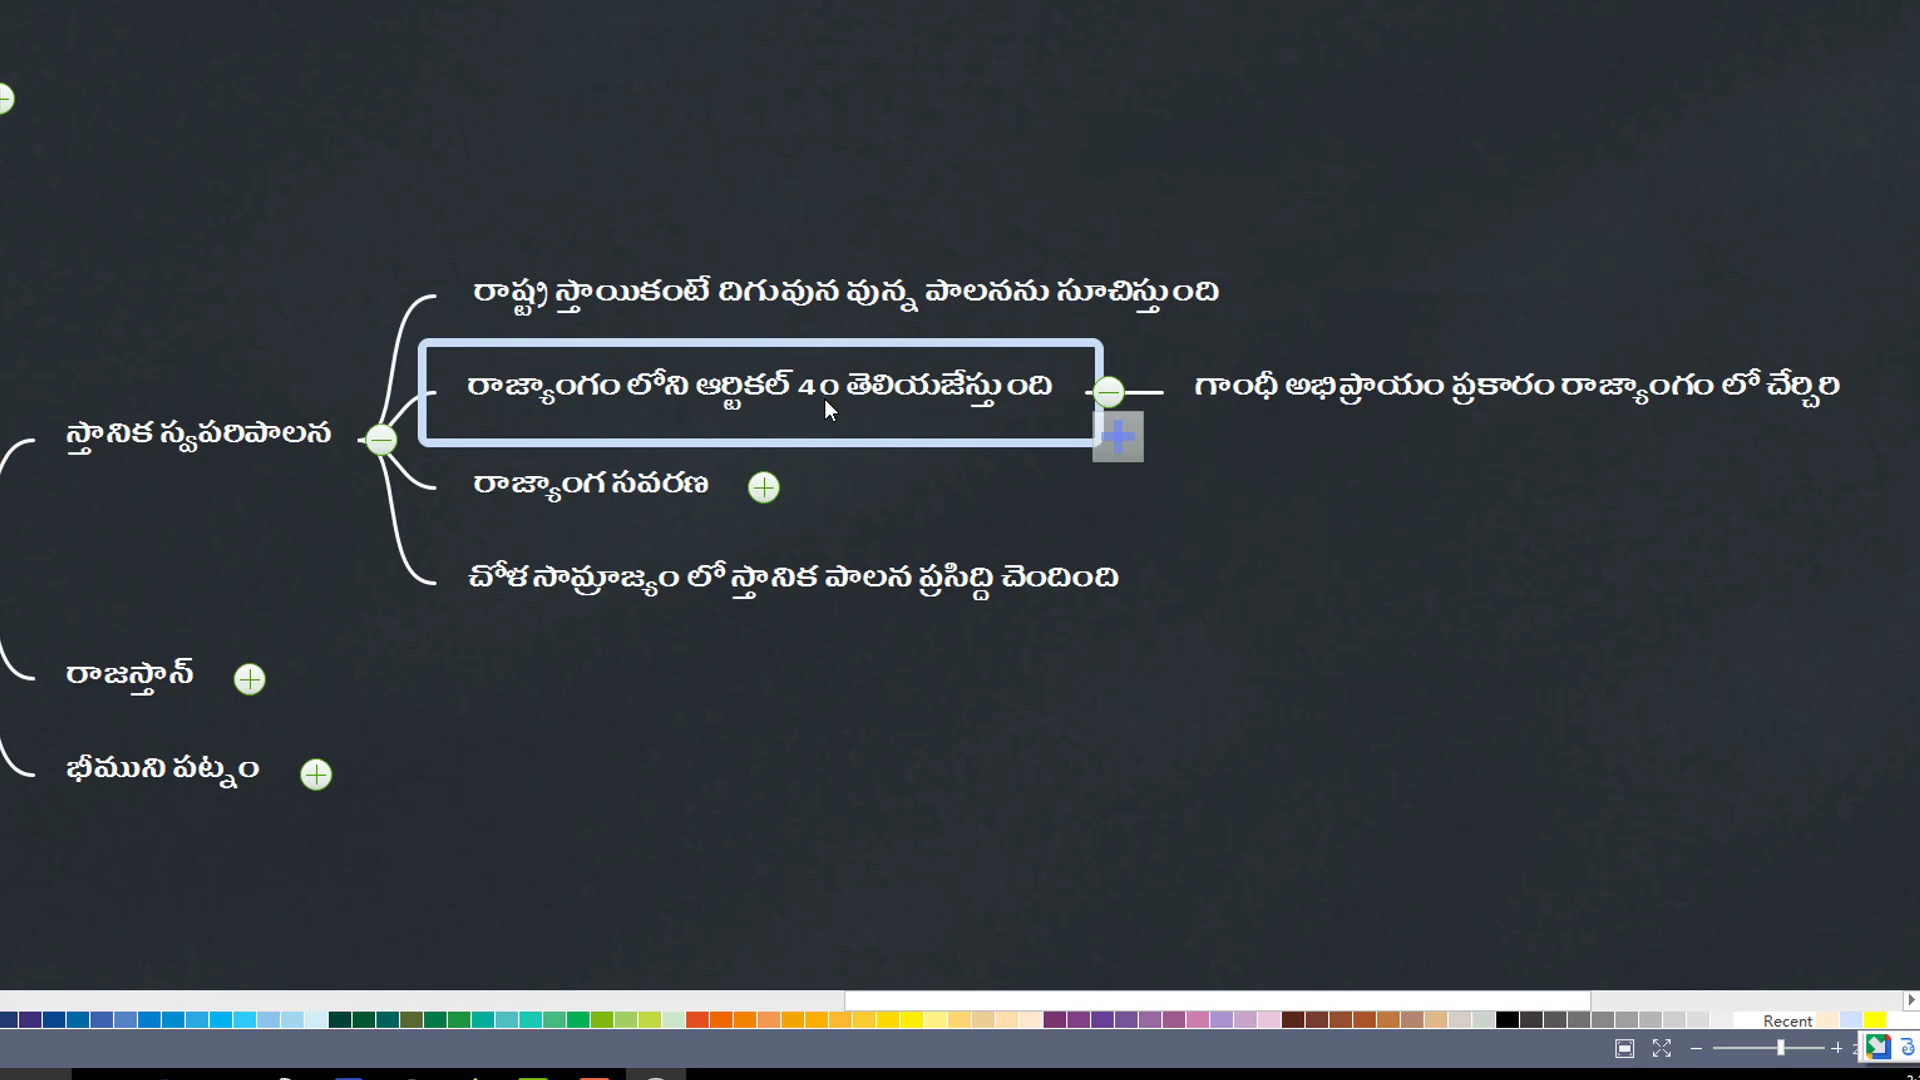 రాష్ట్ర స్తాయికంటే దిగువున వున్న పాలనను సూచిస్తుంది
రాజ్యాంగం లోని ఆర్టికల్ 40 తెలియజేస్తుంది
గాంధీ అభిప్రాయం ప్రకారం రాజ్యాంగం లో చేర్చిరి
స్తానిక స్వపరిపాలన
రాజ్యాంగ సవరణ
చోళ సామ్రాజ్యం లో స్తానిక పాలన ప్రసిద్ది చెందింది
రాజస్తాన్
భీముని పట్నం
Recent
తె